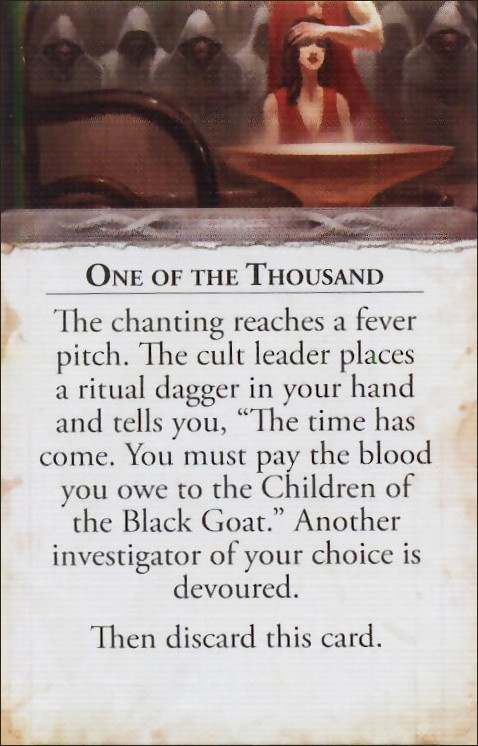 ONE OF THE THOUSAND
The chanting reaches a fever
pitch. The cult leader places
a ritual dagger in your hand
and tells you, “The time has
come. You must pay the blood
you owe to the Children of
the Black Goat.” Another
investigator of your choice is
devoured.
Then discard this card.